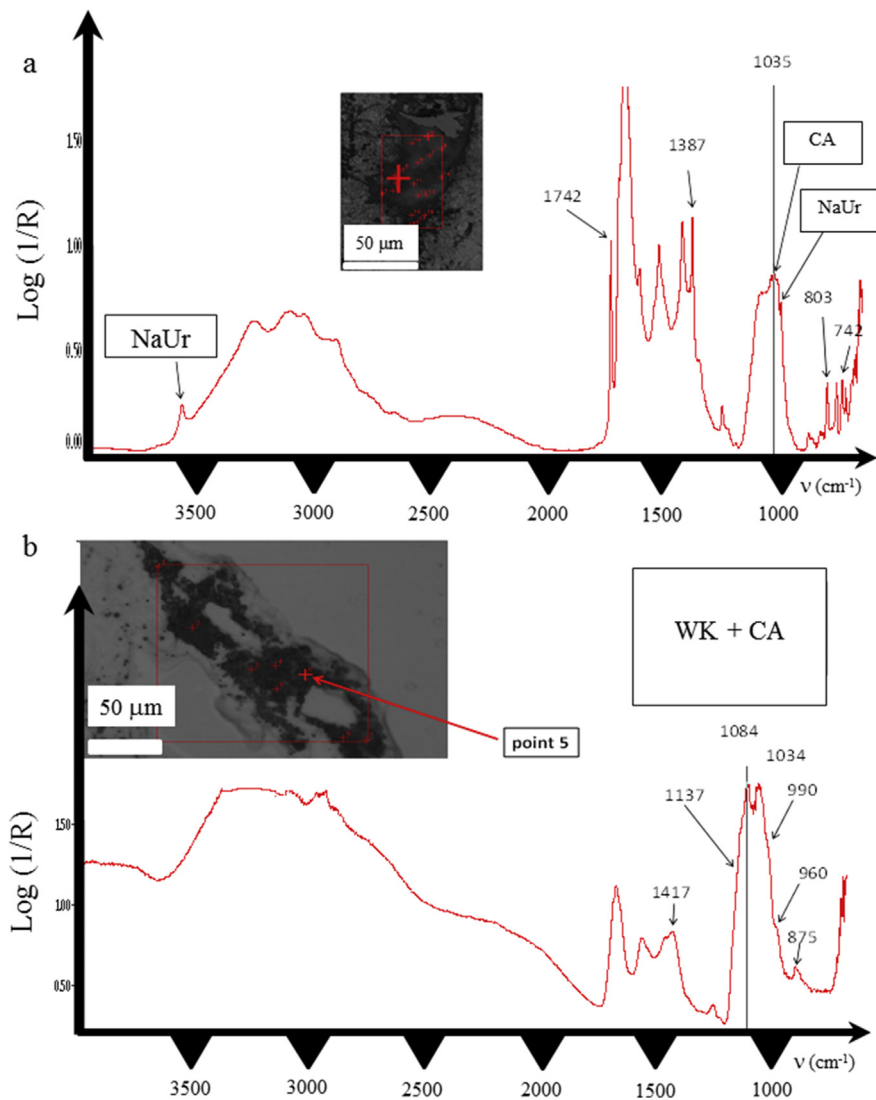 a
1035
1.50
1387
CA
1742
50 μm
NaUr
1.00
Log (1/R)
803
NaUr
742
0.50
0.00
ν (cm-1)
3500
3000
2500
2000
1500
1000
b
WK + CA
50 μm
point 5
1084
1034
1137
990
1.50
Log (1/R)
960
1417
1.00
875
0.50
ν (cm-1)
3500
3000
2500
2000
1500
1000